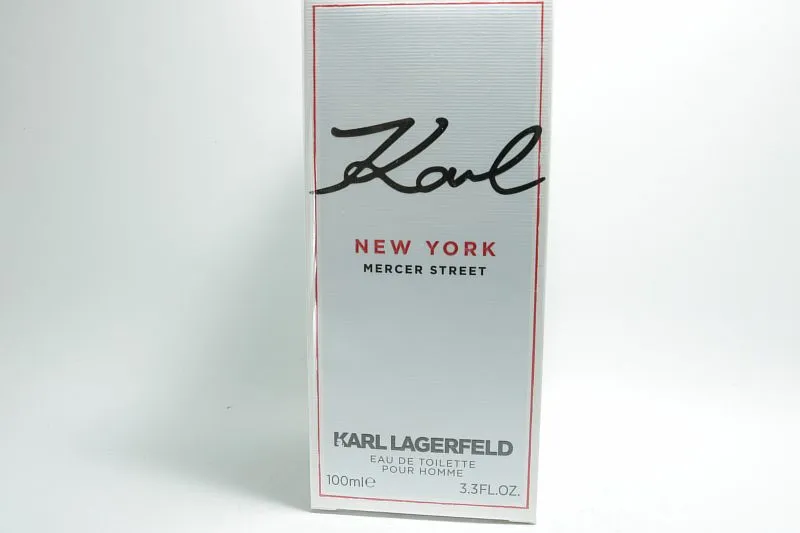 Karl
NEW YORK
MERCER STREET
KARL LAGERFELD
EAU DE TOILETTE
POUR HOMME
100ml℮ 3.3FL.OZ.